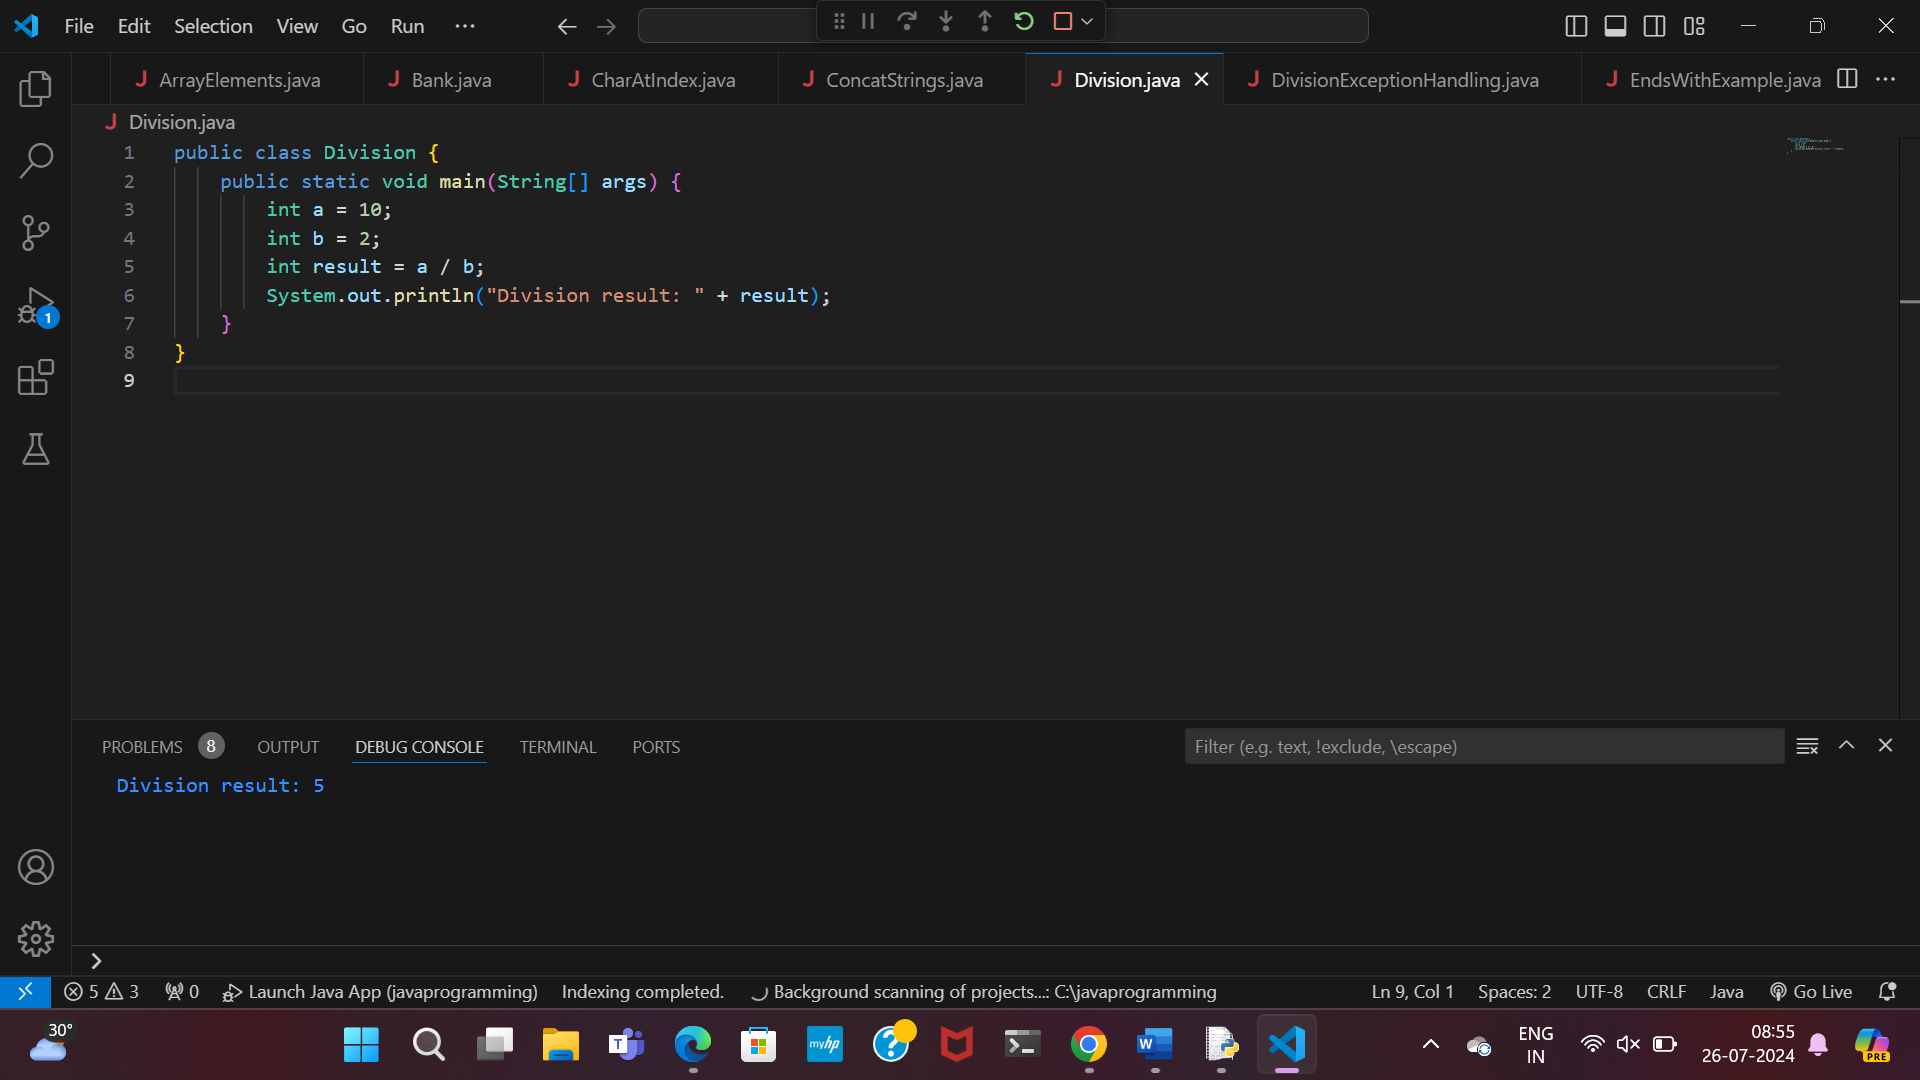 File Edit Selection View Go Run ···
ArrayElements.java Bank.java CharAtIndex.java ConcatStrings.java Division.java DivisionExceptionHandling.java EndsWithExample.java
Division.java
1 public class Division {
2     public static void main(String[] args) {
3         int a = 10;
4         int b = 2;
5         int result = a / b;
6         System.out.println("Division result: " + result);
7     }
8 }
9
1
PROBLEMS 8 OUTPUT DEBUG CONSOLE TERMINAL PORTS Filter (e.g. text, !exclude, \escape)
Division result: 5
5 3 0 Launch Java App (javaprogramming) Indexing completed. Background scanning of projects...: C:\javaprogramming Ln 9, Col 1 Spaces: 2 UTF-8 CRLF Java Go Live
30° myhp ENG 08:55
IN 26-07-2024 PRE